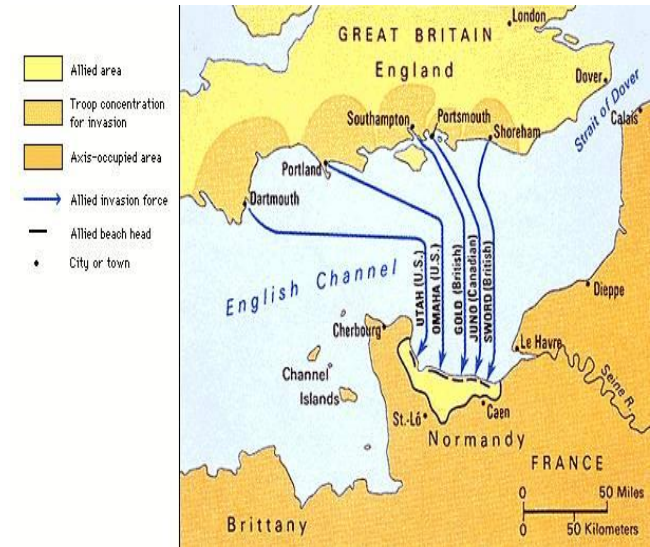 Allied area
Troop concentration
for invasion
Axis-occupied area
Allied invasion force
Allied beach head
City or town
London
GREAT BRITAIN
England
Dover
Strait of Dover
Calais
Southampton
Portsmouth
Shoreham
Portland
Dartmouth
English Channel
UTAH (U.S.)
OMAHA (U.S.)
GOLD (British)
JUNO (Canadian)
SWORD (British)
Dieppe
Cherbourg
Le Havre
Seine R.
Channel
Islands
St.-Lô
Caen
Normandy
FRANCE
0 50 Miles
0 50 Kilometers
Brittany